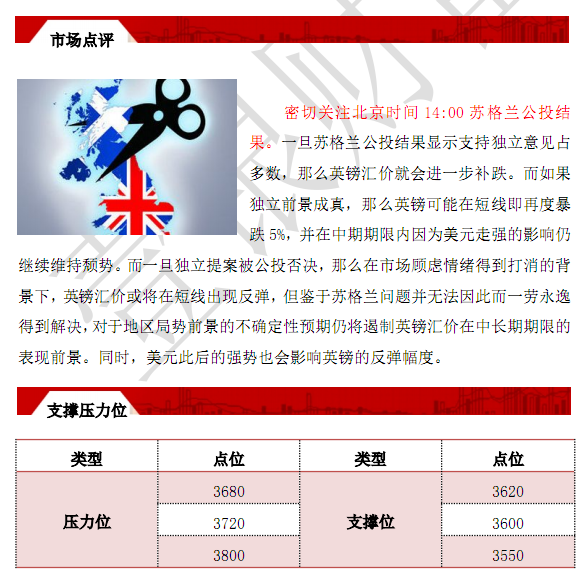 市场点评
密切关注北京时间 14:00 苏格兰公投结
果。一旦苏格兰公投结果显示支持独立意见占
多数，那么英镑汇价就会进一步补跌。而如果
独立前景成真，那么英镑可能在短线即再度暴
跌 5%，并在中期期限内因为美元走强的影响仍
继续维持颓势。而一旦独立提案被公投否决，那么在市场顾虑情绪得到打消的背
景下，英镑汇价或将在短线出现反弹，但鉴于苏格兰问题并无法因此而一劳永逸
得到解决，对于地区局势前景的不确定性预期仍将遏制英镑汇价在中长期期限的
表现前景。同时，美元此后的强势也会影响英镑的反弹幅度。
支撑压力位
类型 点位 类型 点位
3680 3620
压力位 3720 支撑位 3600
3800 3550